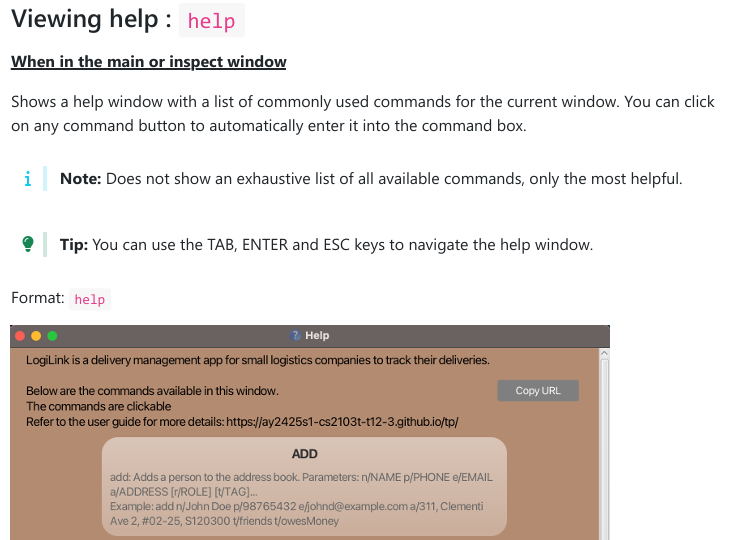 Viewing help : help
When in the main or inspect window
Shows a help window with a list of commonly used commands for the current window. You can click
on any command button to automatically enter it into the command box.
Note: Does not show an exhaustive list of all available commands, only the most helpful.
Tip: You can use the TAB, ENTER and ESC keys to navigate the help window.
Format: help
Help
LogiLink is a delivery management app for small logistics companies to track their deliveries.
Below are the commands available in this window.
Copy URL
The commands are clickable
Refer to the user guide for more details: https://ay2425s1-cs2103t-t12-3.github.io/tp/
ADD
add: Adds a person to the address book. Parameters: n/NAME p/PHONE e/EMAIL
a/ADDRESS [r/ROLE] [t/TAG]...
Example: add n/John Doe p/98765432 e/johnd@example.com a/311, Clementi
Ave 2, #02-25, S120300 t/friends t/owesMoney